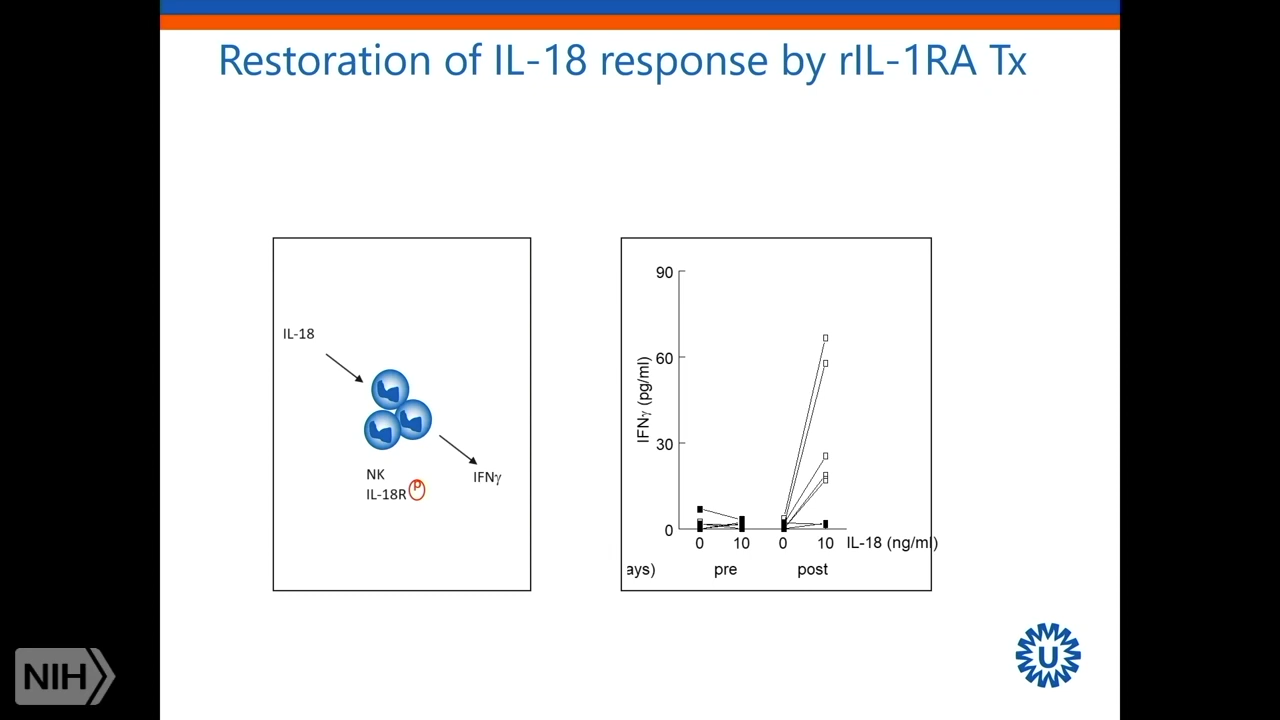 Restoration of IL-18 response by rIL-1RA Tx
IL-18
NK
IL-18R P
IFNγ
90
60
30
0
IFNγ (pg/ml)
0 10 0 10 IL-18 (ng/ml)
ays) pre post
U
NIH